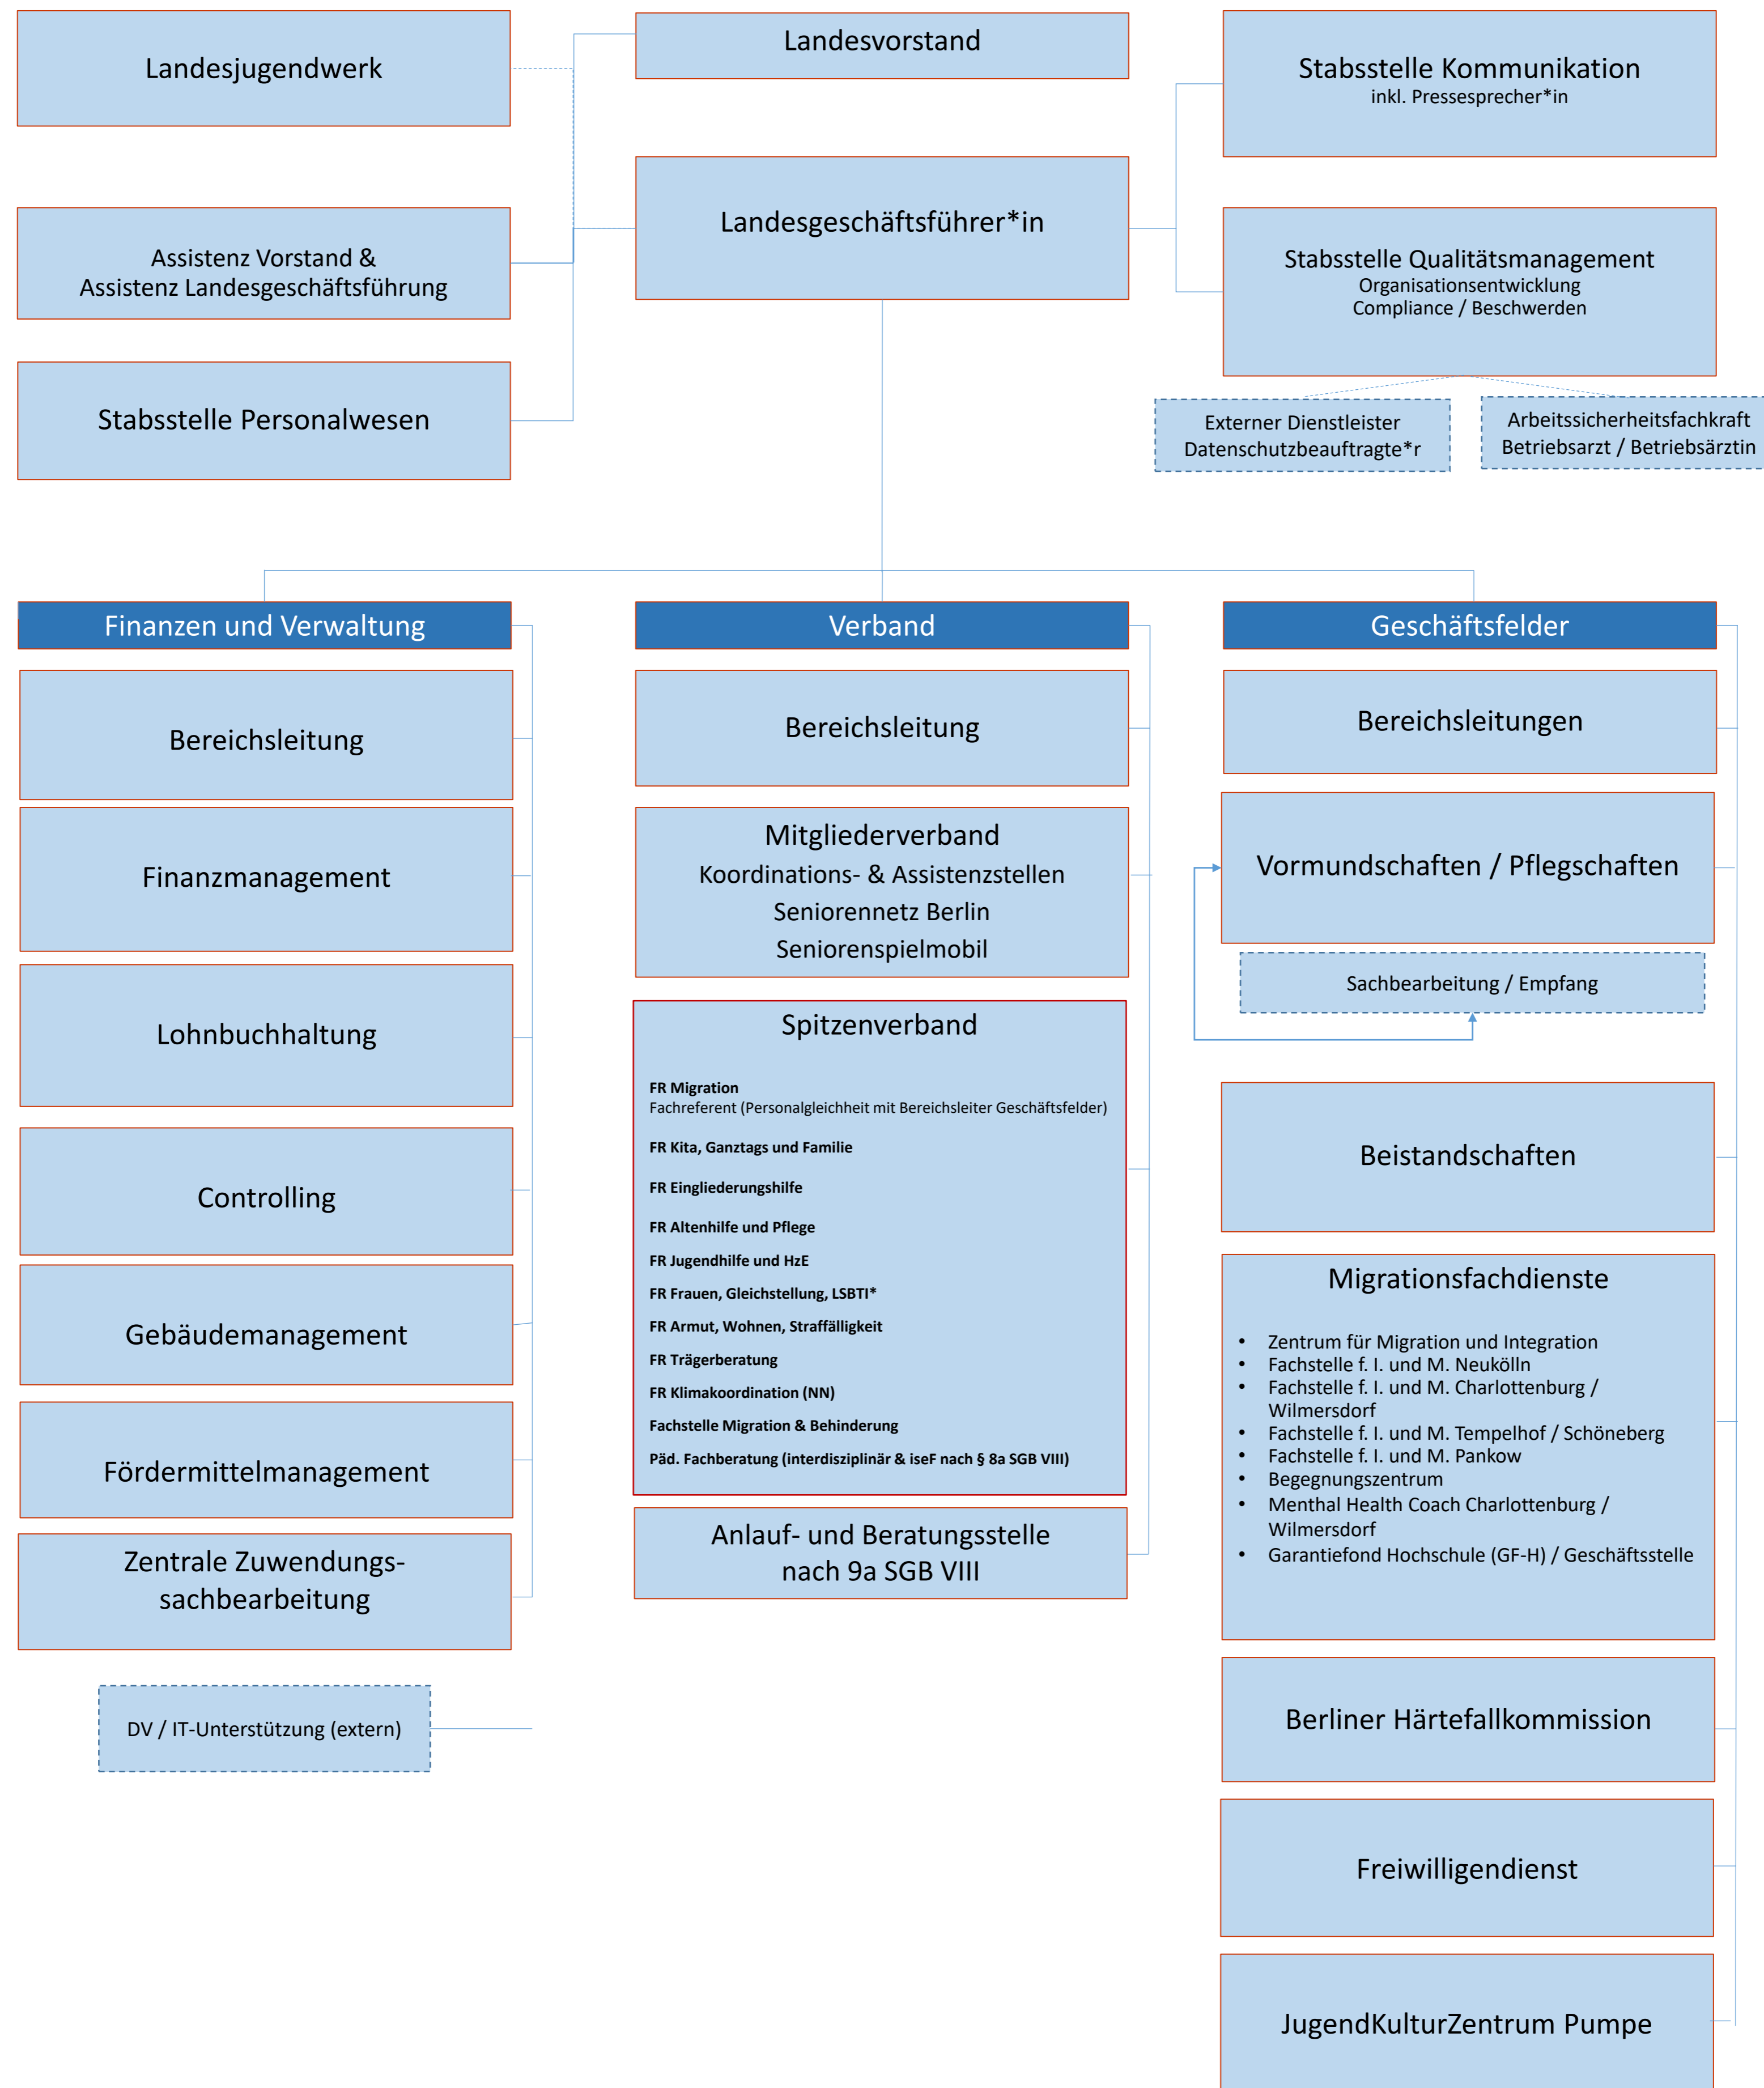 Landesjugendwerk
Landesvorstand
Stabsstelle Kommunikation
inkl. Pressesprecher*in
Assistenz Vorstand &
Assistenz Landesgeschäftsführung
Landesgeschäftsführer*in
Stabsstelle Qualitätsmanagement
Organisationsentwicklung
Compliance / Beschwerden
Stabsstelle Personalwesen
Externer Dienstleister
Datenschutzbeauftragte*r
Arbeitssicherheitsfachkraft
Betriebsarzt / Betriebsärztin
Finanzen und Verwaltung
Bereichsleitung
Finanzmanagement
Lohnbuchhaltung
Controlling
Gebäudemanagement
Fördermittelmanagement
Zentrale Zuwendungs-
sachbearbeitung
DV / IT-Unterstützung (extern)
Verband
Bereichsleitung
Mitgliederverband
Koordinations- & Assistenzstellen
Seniorennetz Berlin
Seniorenspielmobil
Spitzenverband
FR Migration
Fachreferent (Personalgleichheit mit Bereichsleiter Geschäftsfelder)
FR Kita, Ganztags und Familie
FR Eingliederungshilfe
FR Altenhilfe und Pflege
FR Jugendhilfe und HzE
FR Frauen, Gleichstellung, LSBTI*
FR Armut, Wohnen, Straffälligkeit
FR Trägerberatung
FR Klimakoordination (NN)
Fachstelle Migration & Behinderung
Päd. Fachberatung (interdisziplinär & iseF nach § 8a SGB VIII)
Anlauf- und Beratungsstelle
nach 9a SGB VIII
Geschäftsfelder
Bereichsleitungen
Vormundschaften / Pflegschaften
Sachbearbeitung / Empfang
Beistandschaften
Migrationsfachdienste
• Zentrum für Migration und Integration
• Fachstelle f. I. und M. Neukölln
• Fachstelle f. I. und M. Charlottenburg /
Wilmersdorf
• Fachstelle f. I. und M. Tempelhof / Schöneberg
• Fachstelle f. I. und M. Pankow
• Begegnungszentrum
• Menthal Health Coach Charlottenburg /
Wilmersdorf
• Garantiefond Hochschule (GF-H) / Geschäftsstelle
Berliner Härtefallkommission
Freiwilligendienst
JugendKulturZentrum Pumpe